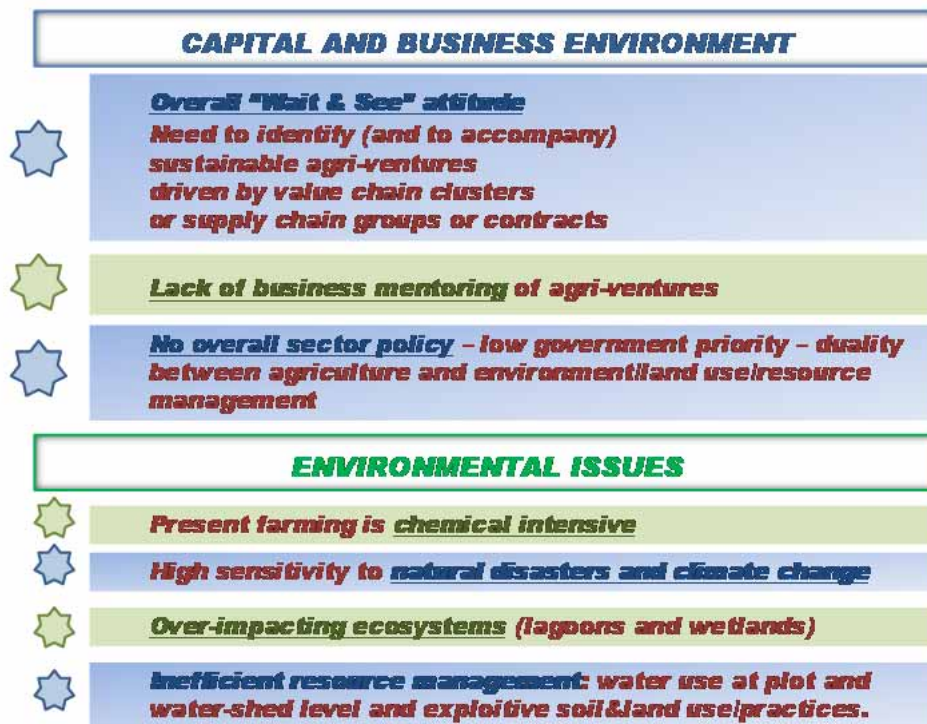 CAPITAL AND BUSINESS ENVIRONMENT
Overall "Wait & See" attitude
Need to identify (and to accompany)
sustainable agri-ventures
driven by value chain clusters
or supply chain groups or contracts
Lack of business mentoring of agri-ventures
No overall sector policy – low government priority – duality
between agriculture and environment/land use/resource
management
ENVIRONMENTAL ISSUES
Present farming is chemical intensive
High sensitivity to natural disasters and climate change
Over-impacting ecosystems (lagoons and wetlands)
Inefficient resource management: water use at plot and
water-shed level and exploitive soil&land use/practices.